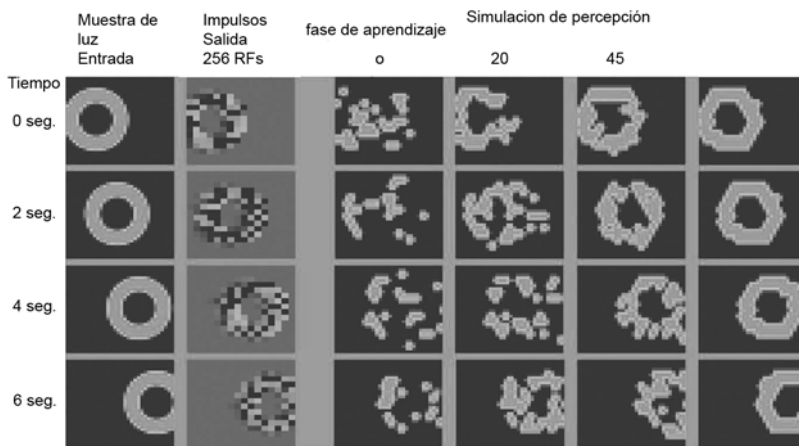 Muestra de
luz
Entrada
Impulsos
Salida
256 RFs
Simulacion de percepción
fase de aprendizaje
o
20
45
Tiempo
0 seg.
2 seg.
4 seg.
6 seg.